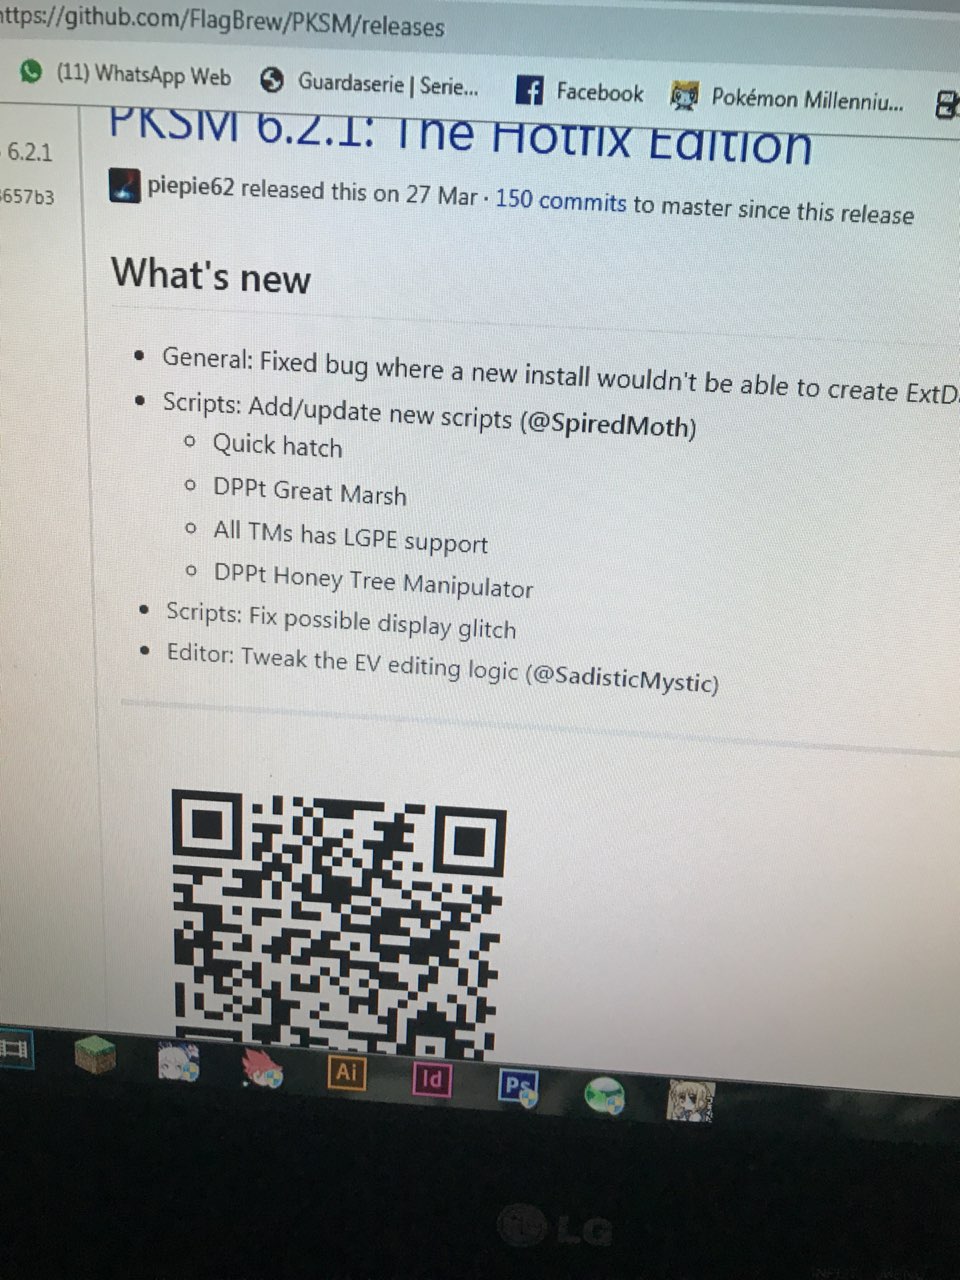 ttps://github.com/FlagBrew/PKSM/releases
(11) WhatsApp Web Guardaserie | Serie... Facebook Pokémon Millenniu...
PKSM 6.2.1: The Hotfix Edition
6.2.1
piepie62 released this on 27 Mar · 150 commits to master since this release
657b3
What's new
General: Fixed bug where a new install wouldn't be able to create ExtD
Scripts: Add/update new scripts (@SpiredMoth)
Quick hatch
DPPt Great Marsh
All TMs has LGPE support
DPPt Honey Tree Manipulator
Scripts: Fix possible display glitch
Editor: Tweak the EV editing logic (@SadisticMystic)
Ai Id Ps
LG